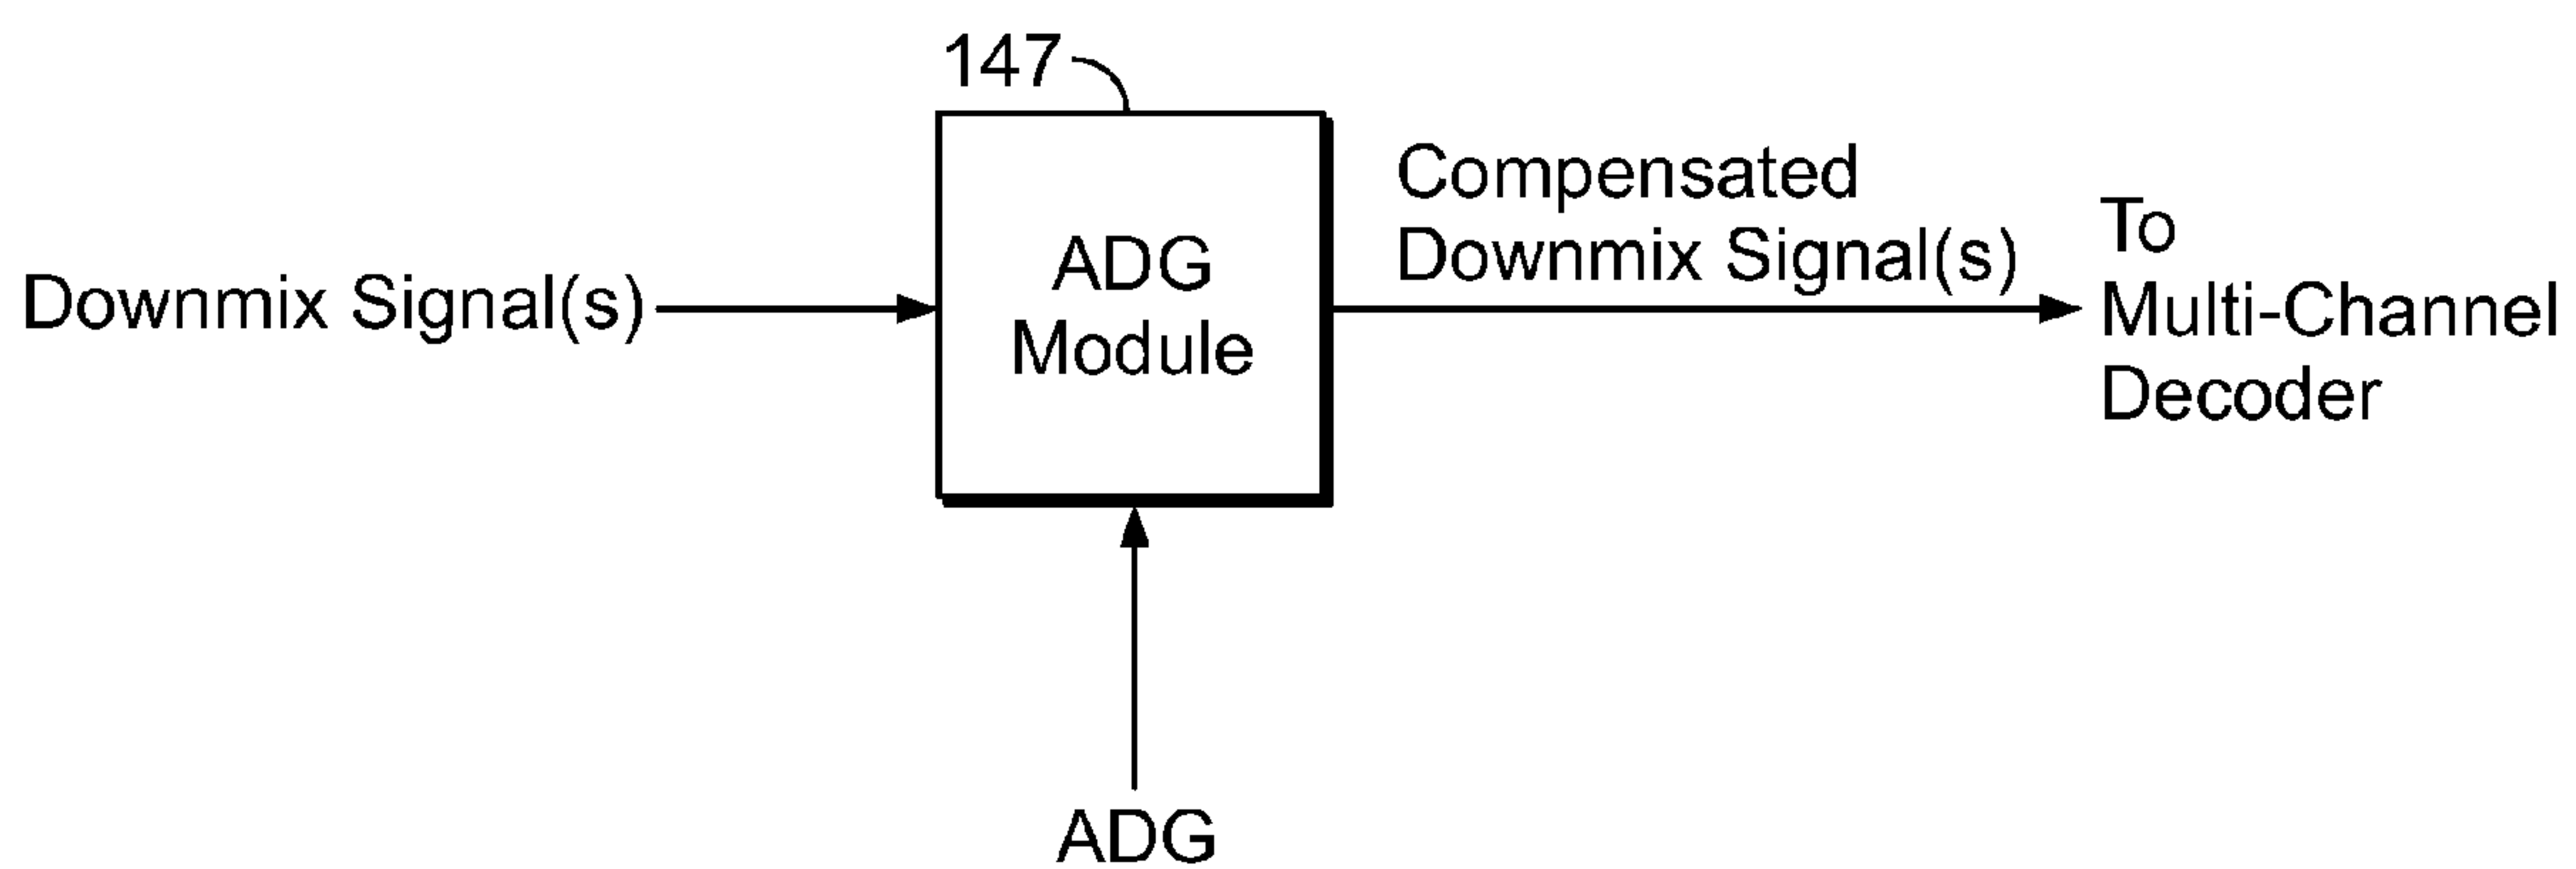 147
Downmix Signal(s)
ADG
Module
Compensated
Downmix Signal(s)
To
Multi-Channel
Decoder
ADG